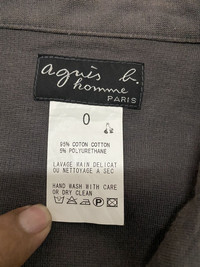 agnès b.
homme
PARIS
0
95% COTON COTTON
5% POLYURETHANE
LAVAGE MAIN DELICAT
OU NETTOYAGE A SEC
HAND WASH WITH CARE
OR DRY CLEAN
P